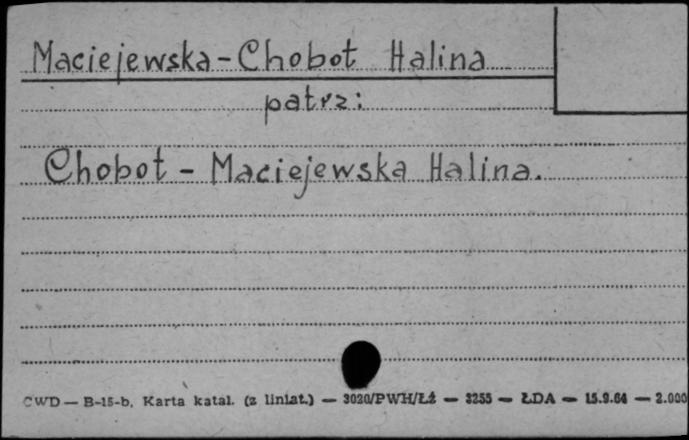 Maciejewska-Chobot Halina
patrz:
Chobot - Maciejewska Halina.
CWD — B-15-b, Karta katal. (z liniat.) — 3020/PWH/Łź — 3255 — ŁDA — 15.9.64 — 2.000